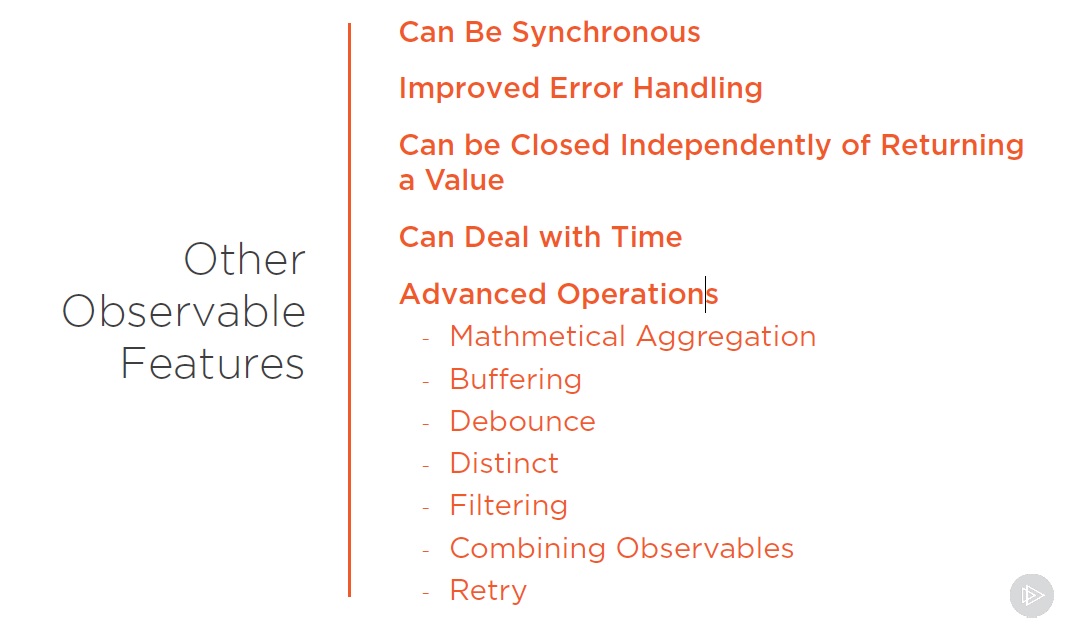 Other
Observable
Features
Can Be Synchronous
Improved Error Handling
Can be Closed Independently of Returning
a Value
Can Deal with Time
Advanced Operations
- Mathmetical Aggregation
- Buffering
- Debounce
- Distinct
- Filtering
- Combining Observables
- Retry